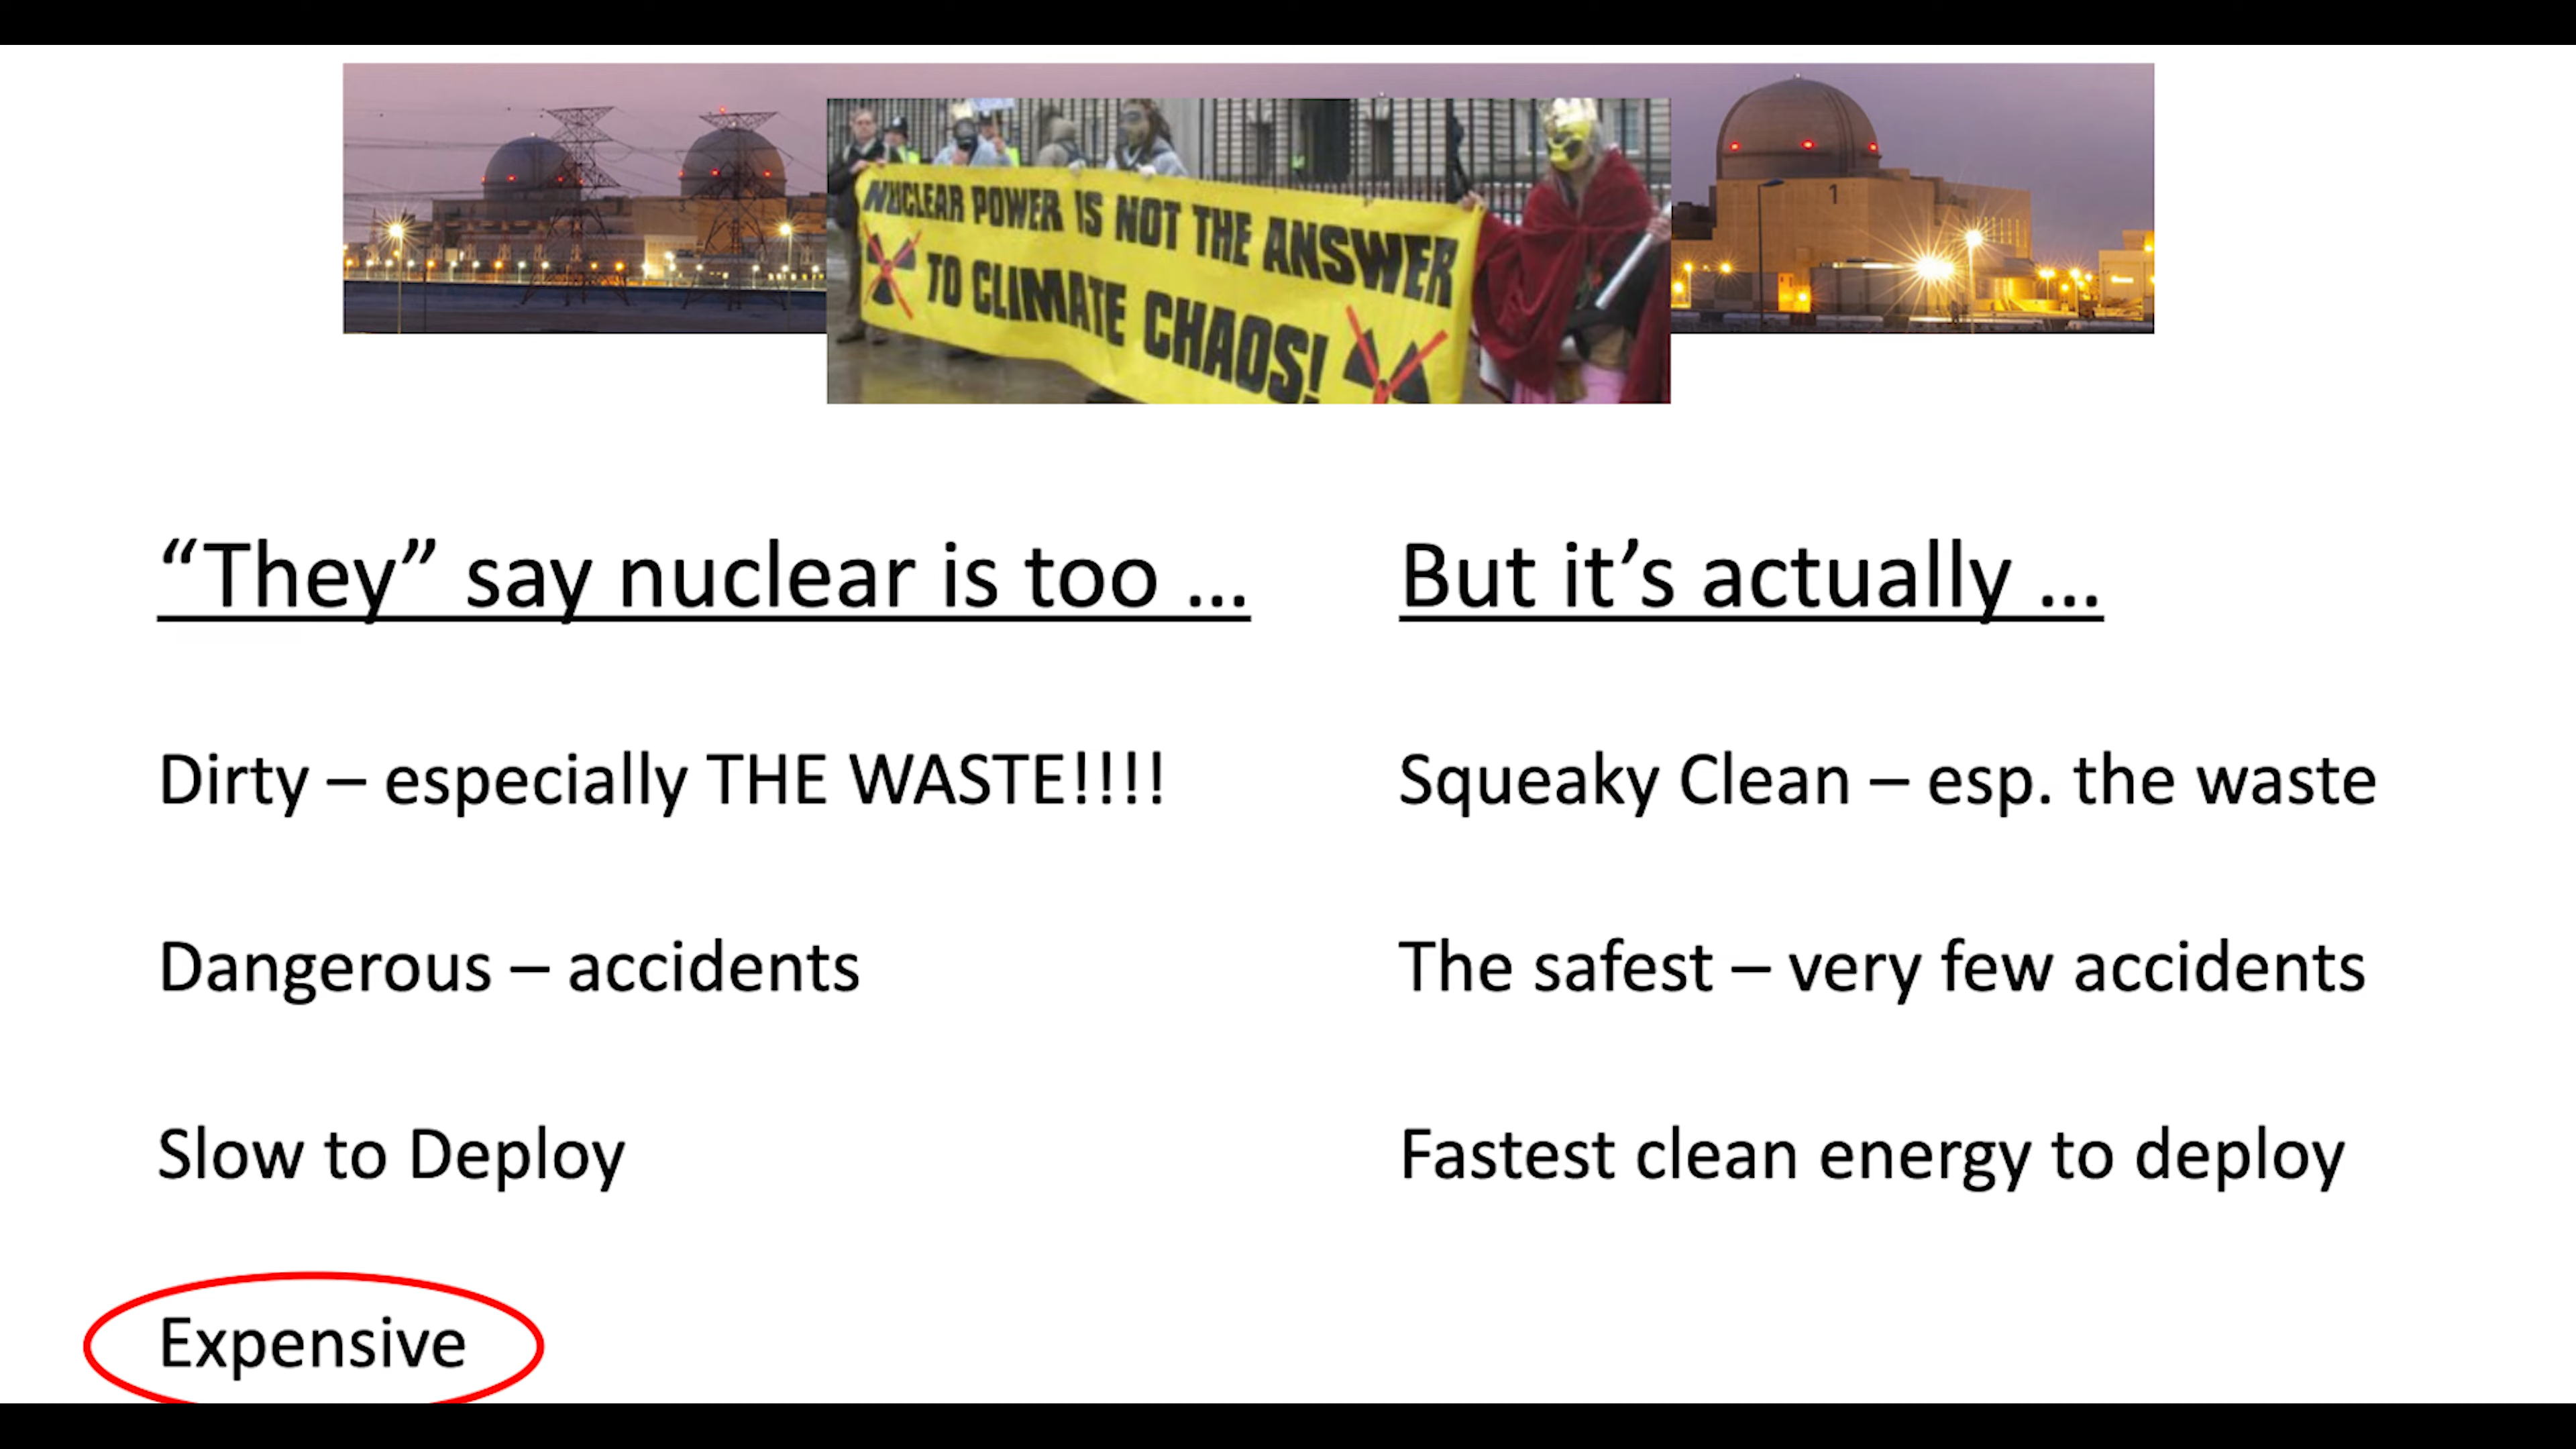 NUCLEAR POWER IS NOT THE ANSWER
TO CLIMATE CHAOS!
1
“They” say nuclear is too …
But it’s actually …
Dirty – especially THE WASTE!!!!
Squeaky Clean – esp. the waste
Dangerous – accidents
The safest – very few accidents
Slow to Deploy
Fastest clean energy to deploy
Expensive